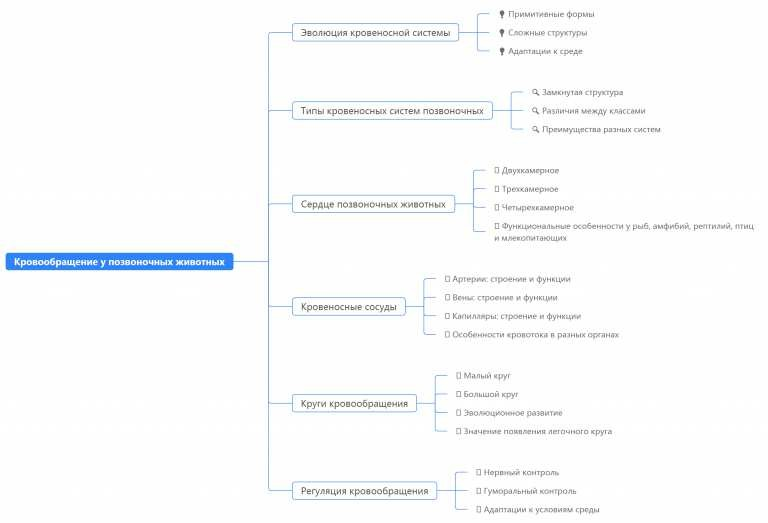 Кровообращение у позвоночных животных
Эволюция кровеносной системы
Примитивные формы
Сложные структуры
Адаптации к среде
Типы кровеносных систем позвоночных
Замкнутая структура
Различия между классами
Преимущества разных систем
Сердце позвоночных животных
Двухкамерное
Трехкамерное
Четырехкамерное
Функциональные особенности у рыб, амфибий, рептилий, птиц
и млекопитающих
Кровеносные сосуды
Артерии: строение и функции
Вены: строение и функции
Капилляры: строение и функции
Особенности кровотока в разных органах
Круги кровообращения
Малый круг
Большой круг
Эволюционное развитие
Значение появления легочного круга
Регуляция кровообращения
Нервный контроль
Гуморальный контроль
Адаптации к условиям среды